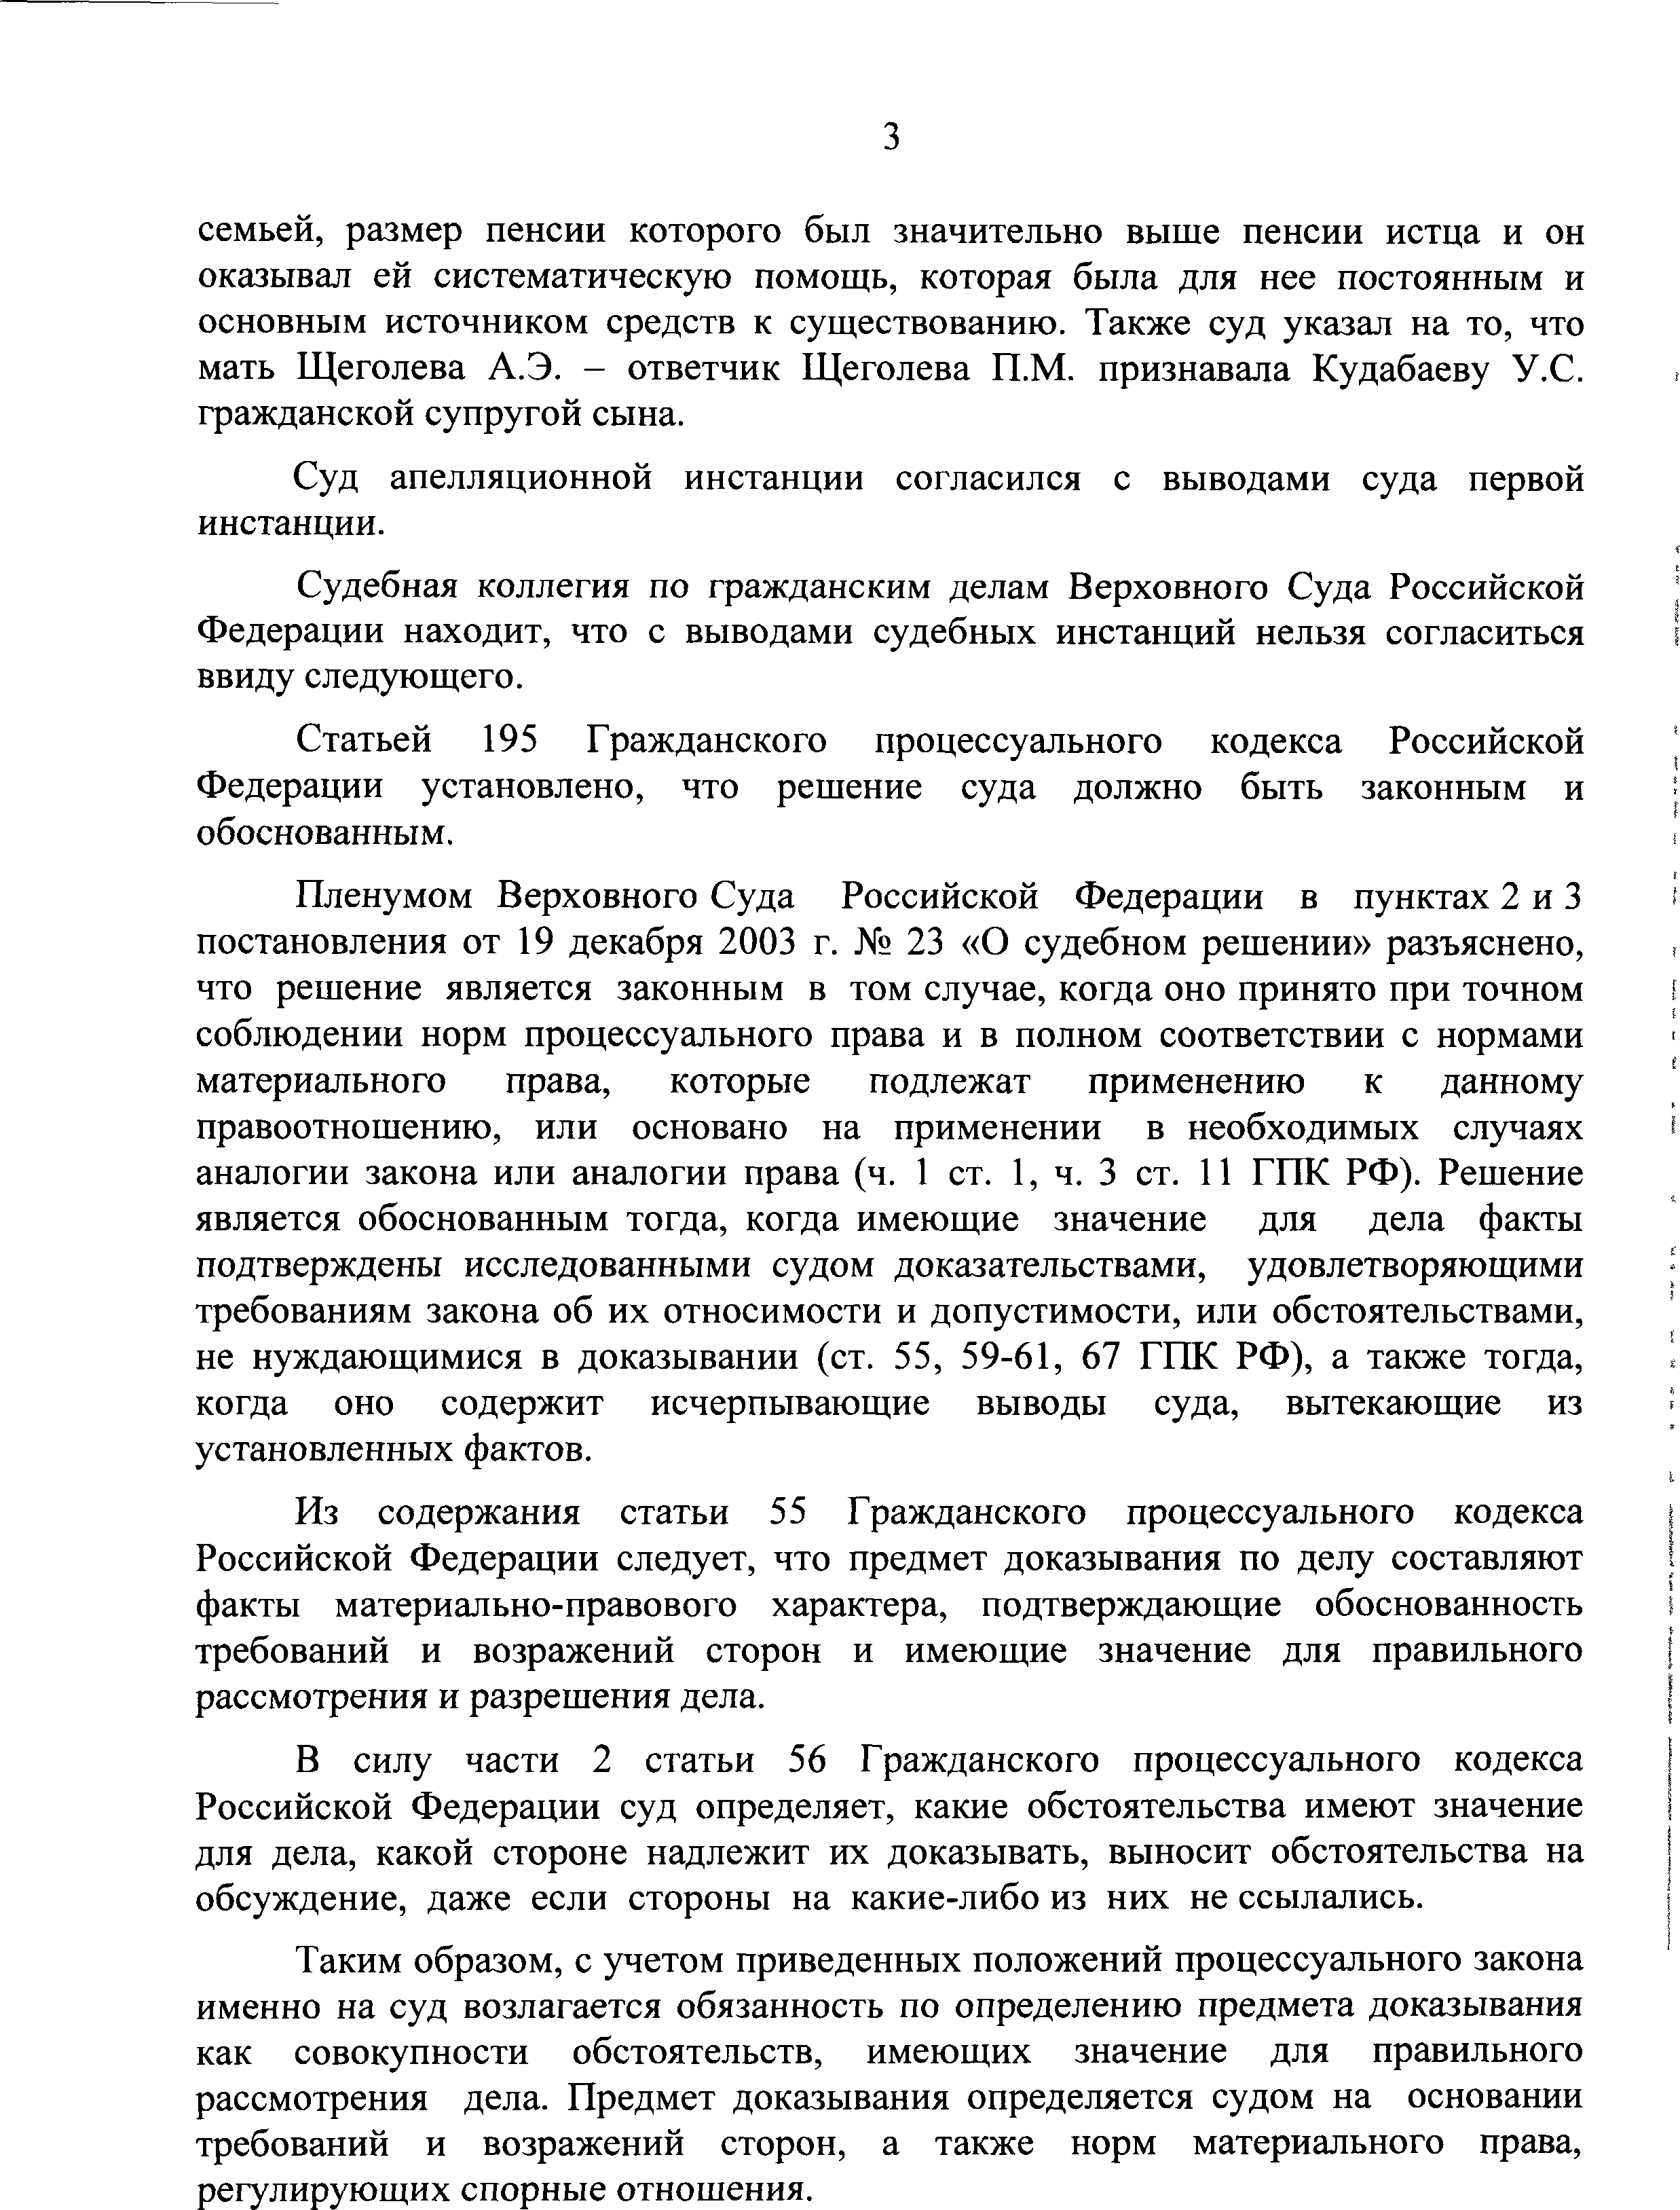 3
семьей, размер пенсии которого был значительно выше пенсии истца и он
оказывал ей систематическую помощь, которая была для нее постоянным и
основным источником средств к существованию. Также суд указал на то, что
мать Щеголева А.Э. – ответчик Щеголева П.М. признавала Кудабаеву У.С.
гражданской супругой сына.
Суд апелляционной инстанции согласился с выводами суда первой
инстанции.
Судебная коллегия по гражданским делам Верховного Суда Российской
Федерации находит, что с выводами судебных инстанций нельзя согласиться
ввиду следующего.
Статьей 195 Гражданского процессуального кодекса Российской
Федерации установлено, что решение суда должно быть законным и
обоснованным.
Пленумом Верховного Суда Российской Федерации в пунктах 2 и 3
постановления от 19 декабря 2003 г. № 23 «О судебном решении» разъяснено,
что решение является законным в том случае, когда оно принято при точном
соблюдении норм процессуального права и в полном соответствии с нормами
материального права, которые подлежат применению к данному
правоотношению, или основано на применении в необходимых случаях
аналогии закона или аналогии права (ч. 1 ст. 1, ч. 3 ст. 11 ГПК РФ). Решение
является обоснованным тогда, когда имеющие значение для дела факты
подтверждены исследованными судом доказательствами, удовлетворяющими
требованиям закона об их относимости и допустимости, или обстоятельствами,
не нуждающимися в доказывании (ст. 55, 59-61, 67 ГПК РФ), а также тогда,
когда оно содержит исчерпывающие выводы суда, вытекающие из
установленных фактов.
Из содержания статьи 55 Гражданского процессуального кодекса
Российской Федерации следует, что предмет доказывания по делу составляют
факты материально-правового характера, подтверждающие обоснованность
требований и возражений сторон и имеющие значение для правильного
рассмотрения и разрешения дела.
В силу части 2 статьи 56 Гражданского процессуального кодекса
Российской Федерации суд определяет, какие обстоятельства имеют значение
для дела, какой стороне надлежит их доказывать, выносит обстоятельства на
обсуждение, даже если стороны на какие-либо из них не ссылались.
Таким образом, с учетом приведенных положений процессуального закона
именно на суд возлагается обязанность по определению предмета доказывания
как совокупности обстоятельств, имеющих значение для правильного
рассмотрения дела. Предмет доказывания определяется судом на основании
требований и возражений сторон, а также норм материального права,
регулирующих спорные отношения.